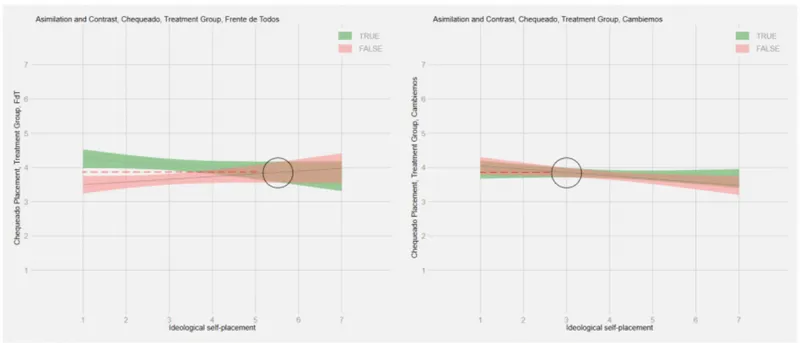 Asimilation and Contrast, Chequeado, Treatment Group, Frente de Todos
TRUE
FALSE
Chequeado Placement, Treatment Group, FdT
7
6
5
4
3
2
1
1 2 3 4 5 6 7
Ideological self-placement
Asimilation and Contrast, Chequeado, Treatment Group, Cambiemos
TRUE
FALSE
Chequeado Placement, Treatment Group, Cambiemos
7
6
5
4
3
2
1
1 2 3 4 5 6 7
Ideological self-placement